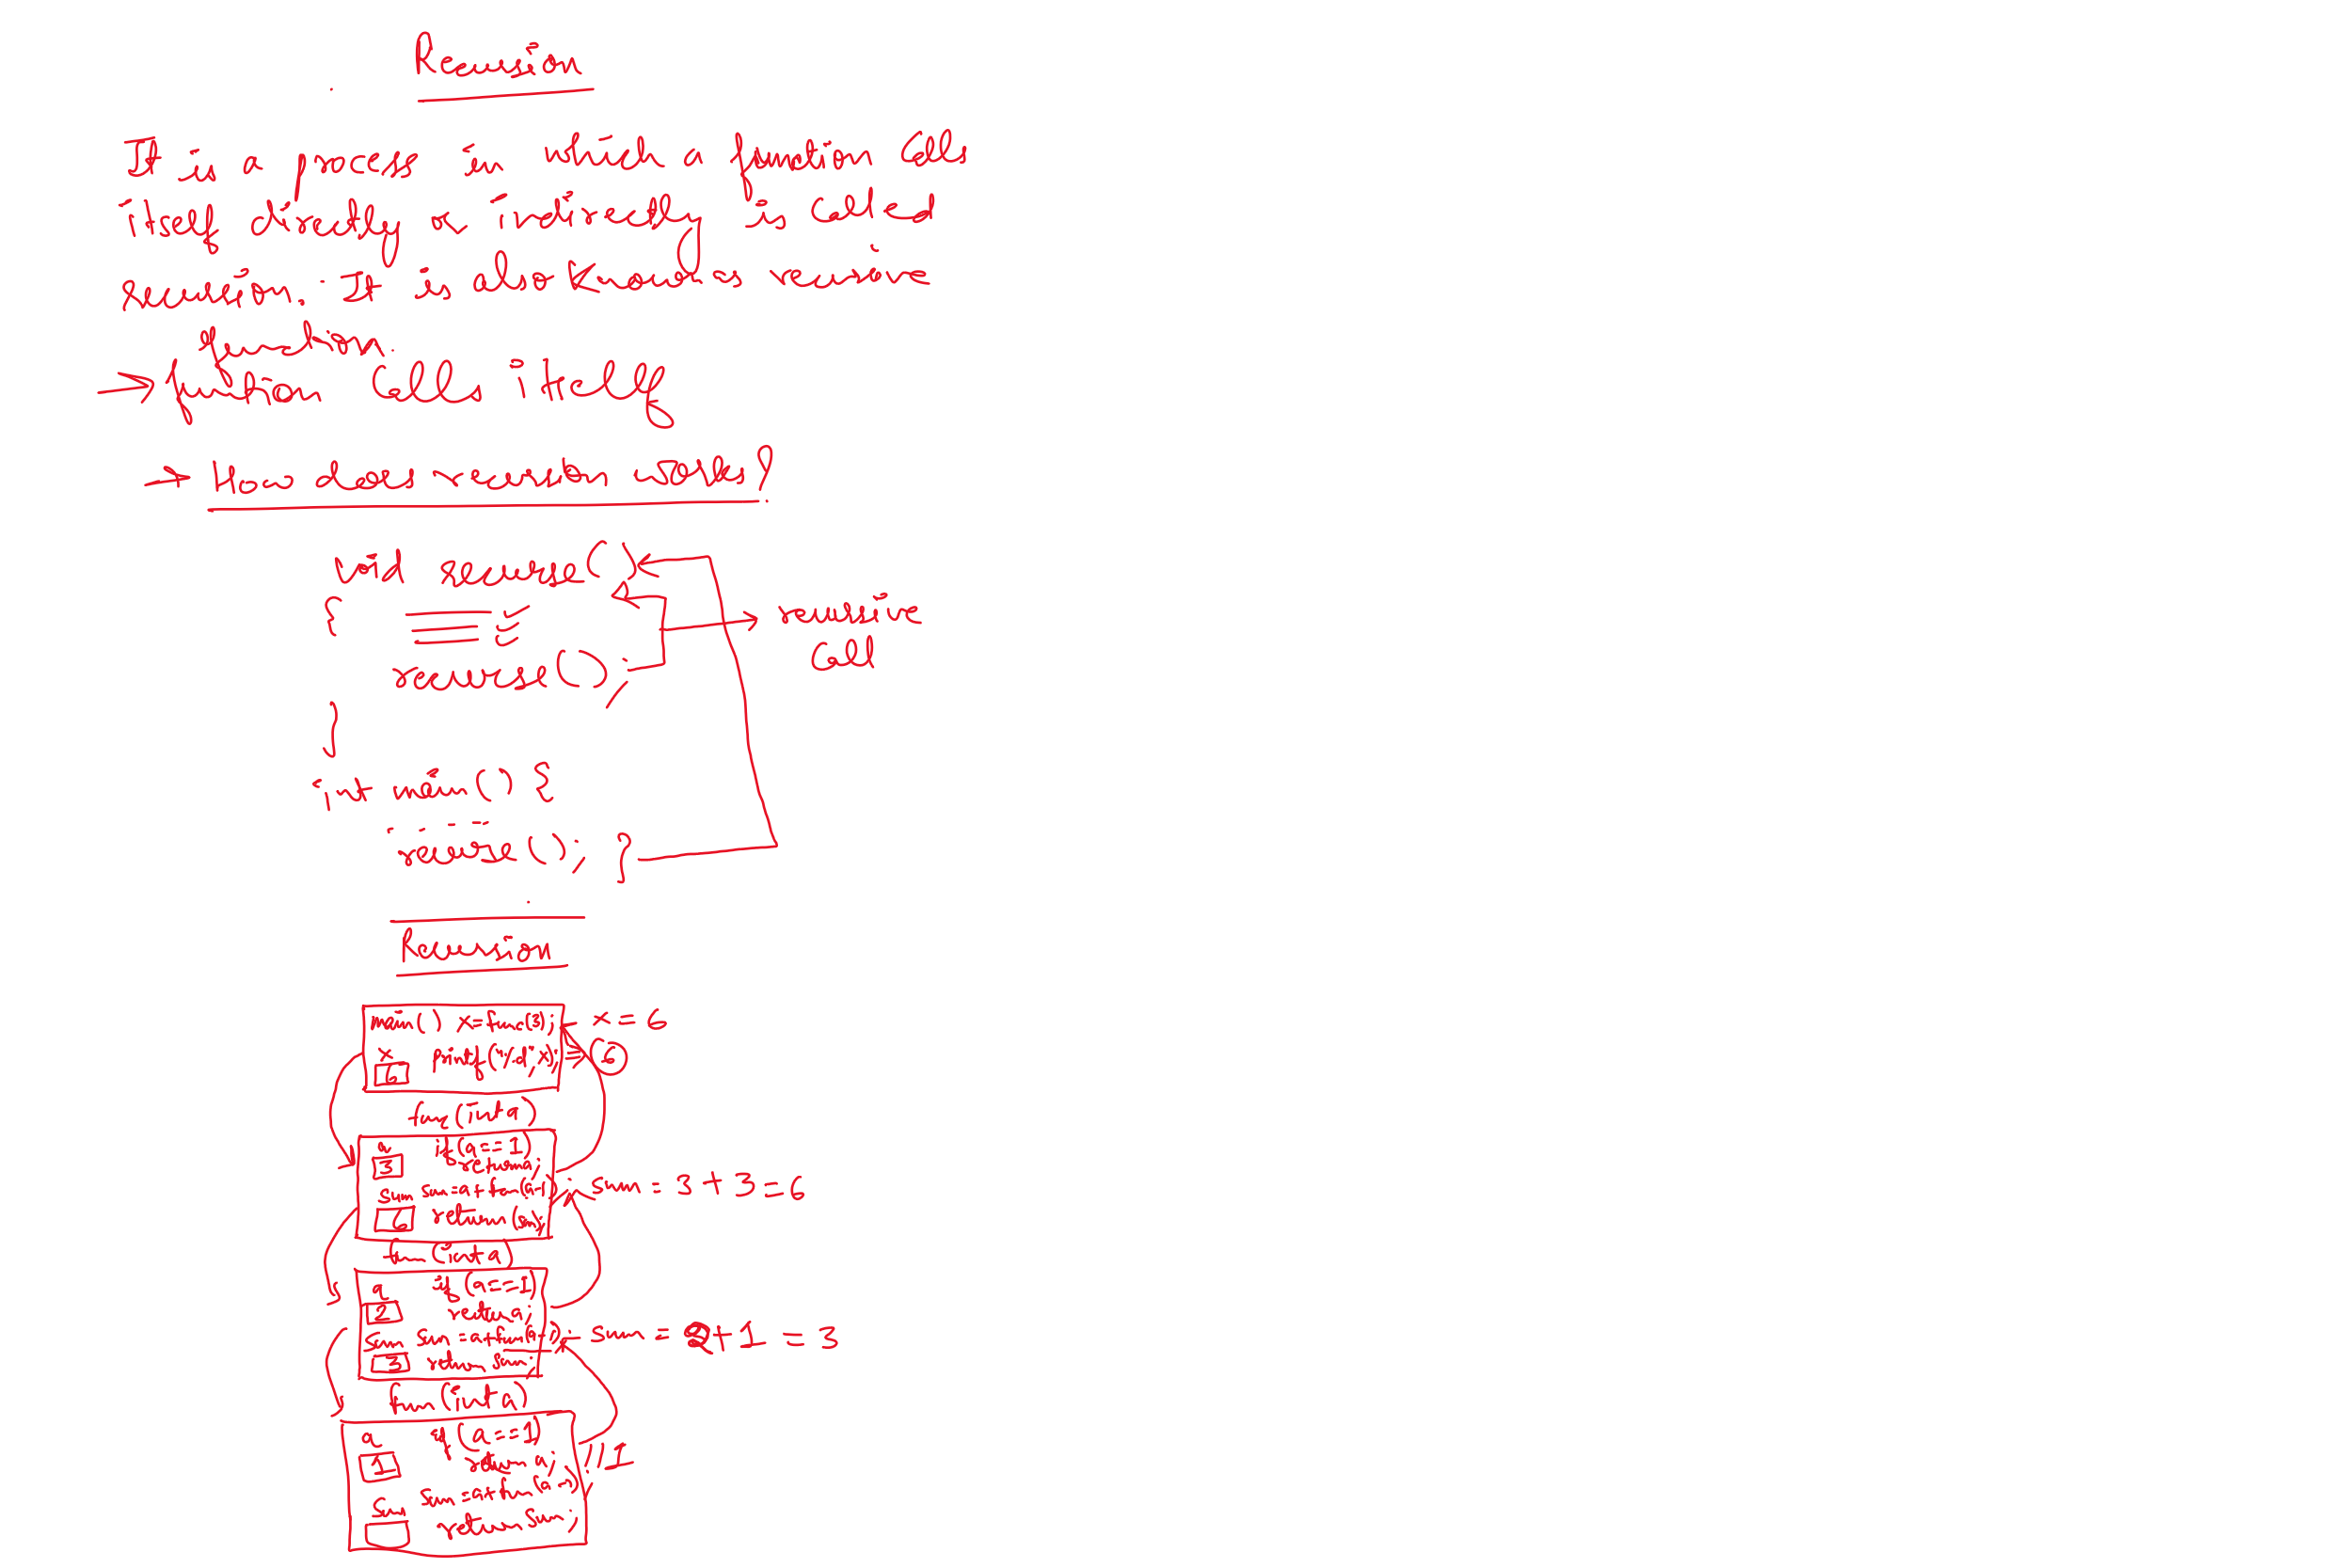 Recursion
It is a process in which a function calls
itself directly or indirectly is called
recursion. It is also known as recursive
function.
→ function calls itself
→ How does recursion works?
void recurse()
{
recursive
call
recurse();
}
int main() {
recurse(); }
Recursion
main() x=func(3); x=6
x printf("%d",x); 6
6
fun(int a)
a if(a==1)
3 return a;
sum sum=a+fun(a-1); sum = 3+3=6
6 return(sum);
fun(int a)
a if(a==1)
2 return a;
sum sum=a+fun(a-1); sum = 2+1=3
3 return sum;
fun(int a)
a if(a==1)
1 return a; //1
sum sum=a+fun(a-1);
return sum;